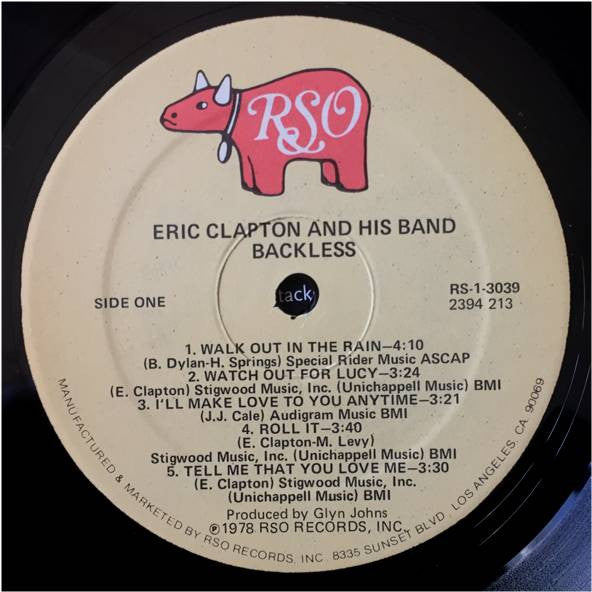 RSO
ERIC CLAPTON AND HIS BAND
BACKLESS
SIDE ONE
RS-1-3039
2394 213
tack
1. WALK OUT IN THE RAIN—4:10
(B. Dylan-H. Springs) Special Rider Music ASCAP
2. WATCH OUT FOR LUCY—3:24
(E. Clapton) Stigwood Music, Inc. (Unichappell Music) BMI
3. I'LL MAKE LOVE TO YOU ANYTIME—3:21
(J.J. Cale) Audigram Music BMI
4. ROLL IT—3:40
(E. Clapton-M. Levy)
Stigwood Music, Inc. (Unichappell Music) BMI
5. TELL ME THAT YOU LOVE ME—3:30
(E. Clapton) Stigwood Music, Inc.
(Unichappell Music) BMI
Produced by Glyn Johns
℗1978 RSO RECORDS, INC.
MANUFACTURED & MARKETED BY RSO RECORDS, INC. 8335 SUNSET BLVD., LOS ANGELES, CA. 90069